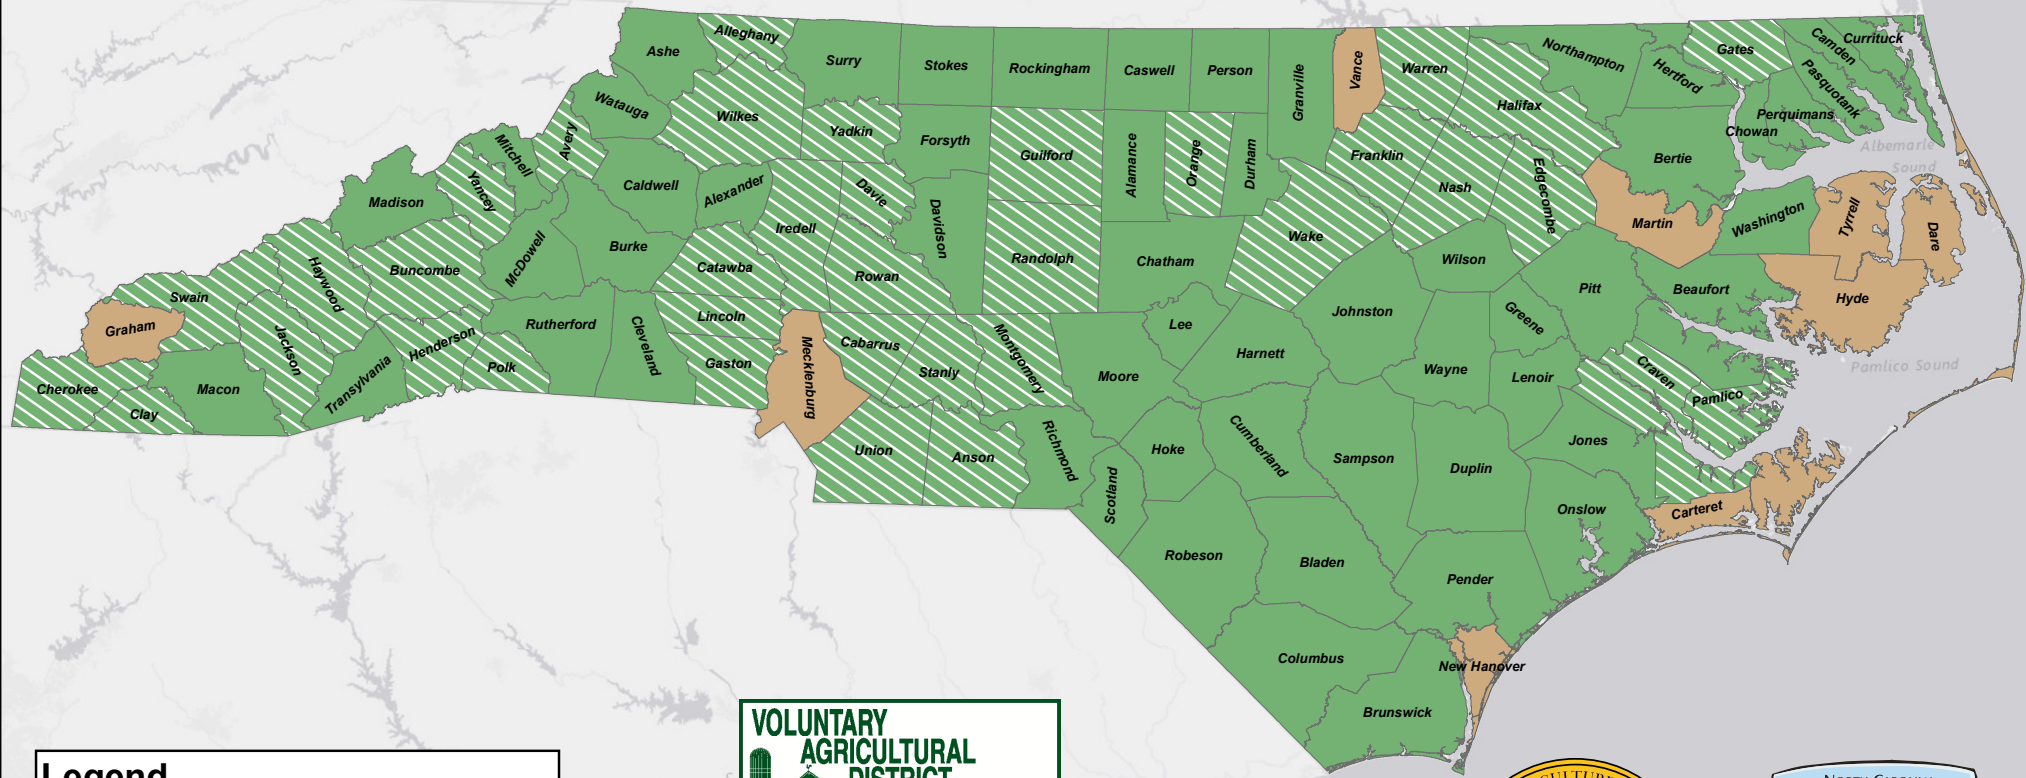 Alleghany
Ashe
Surry
Stokes
Rockingham
Caswell
Person
Granville
Vance
Warren
Northampton
Hertford
Gates
Camden
Currituck
Pasquotank
Perquimans
Chowan
Albemarle
Sound
Watauga
Wilkes
Yadkin
Forsyth
Guilford
Alamance
Orange
Durham
Franklin
Halifax
Nash
Edgecombe
Bertie
Martin
Washington
Tyrrell
Dare
Mitchell
Avery
Yancey
Madison
Caldwell
Alexander
Iredell
Davie
Davidson
Randolph
Chatham
Wake
Wilson
Pitt
Beaufort
Hyde
Pamlico Sound
Swain
Haywood
Buncombe
McDowell
Burke
Catawba
Rowan
Lincoln
Graham
Jackson
Henderson
Rutherford
Cleveland
Gaston
Mecklenburg
Cabarrus
Stanly
Montgomery
Moore
Lee
Harnett
Johnston
Greene
Wayne
Lenoir
Craven
Pamlico
Cherokee
Clay
Macon
Transylvania
Polk
Union
Anson
Richmond
Scotland
Hoke
Cumberland
Sampson
Duplin
Jones
Onslow
Carteret
Robeson
Bladen
Pender
Columbus
New Hanover
Brunswick
Legend
VOLUNTARY
AGRICULTURAL
DISTRICT
CULTURE
NORTH CAROLINA